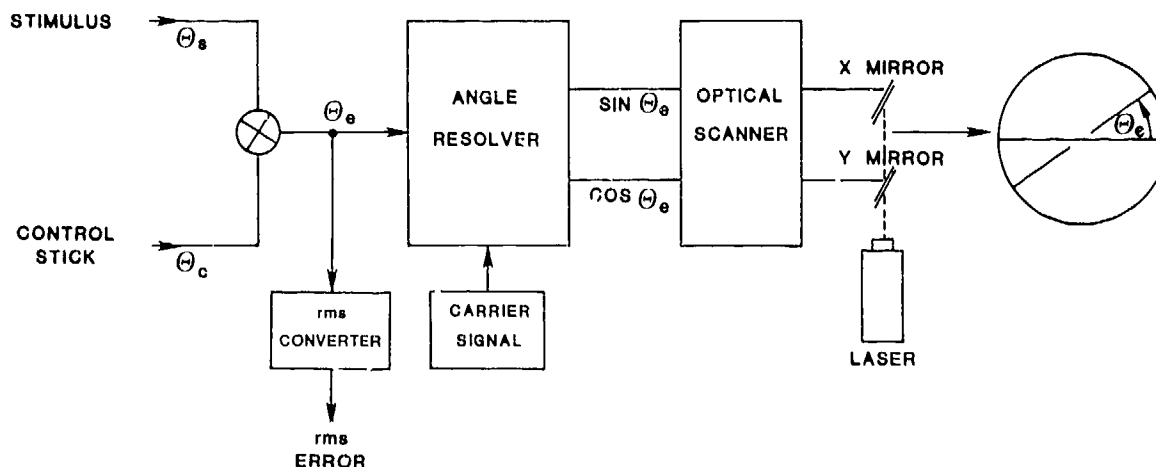 STIMULUS
Θs
CONTROL
STICK
Θc
Θe
rms
CONVERTER
rms
ERROR
ANGLE
RESOLVER
CARRIER
SIGNAL
SIN Θe
COS Θe
OPTICAL
SCANNER
X MIRROR
Y MIRROR
LASER
Θe